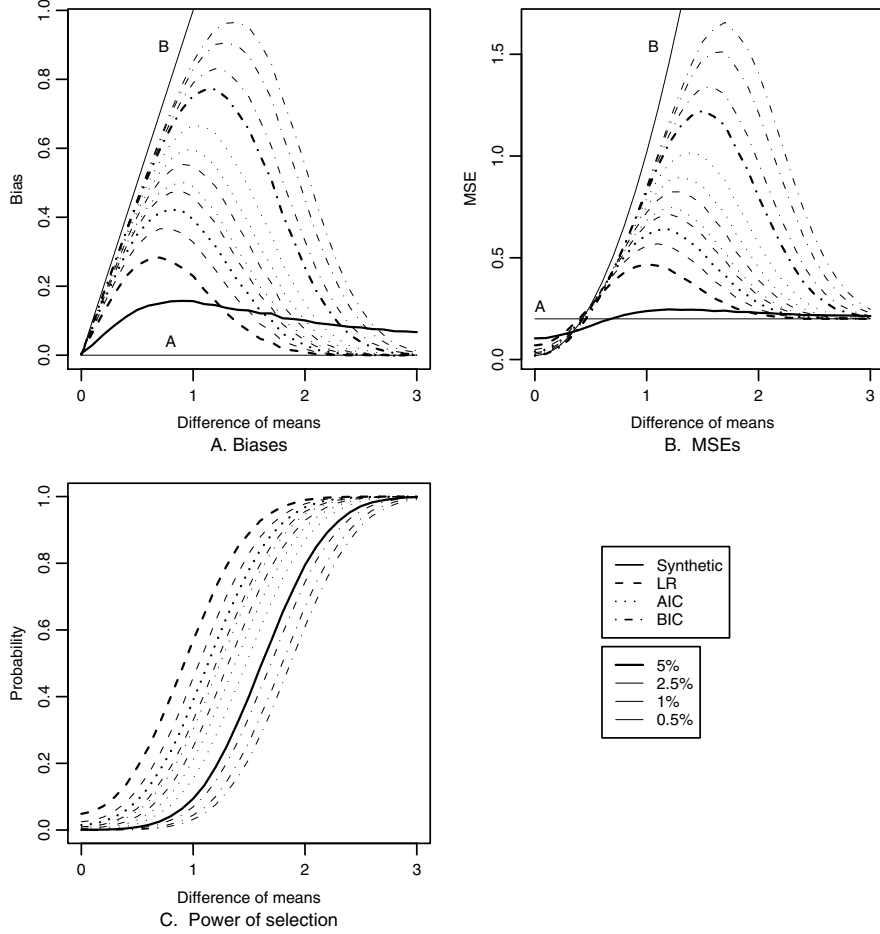 1.0
0.8
0.6
0.4
0.2
0.0
Bias
B
A
0 1 2 3
Difference of means
A. Biases
1.5
1.0
0.5
0.0
MSE
B
A
0 1 2 3
Difference of means
B. MSEs
1.0
0.8
0.6
0.4
0.2
0.0
Probability
0 1 2 3
Difference of means
C. Power of selection
Synthetic
LR
AIC
BIC
5%
2.5%
1%
0.5%